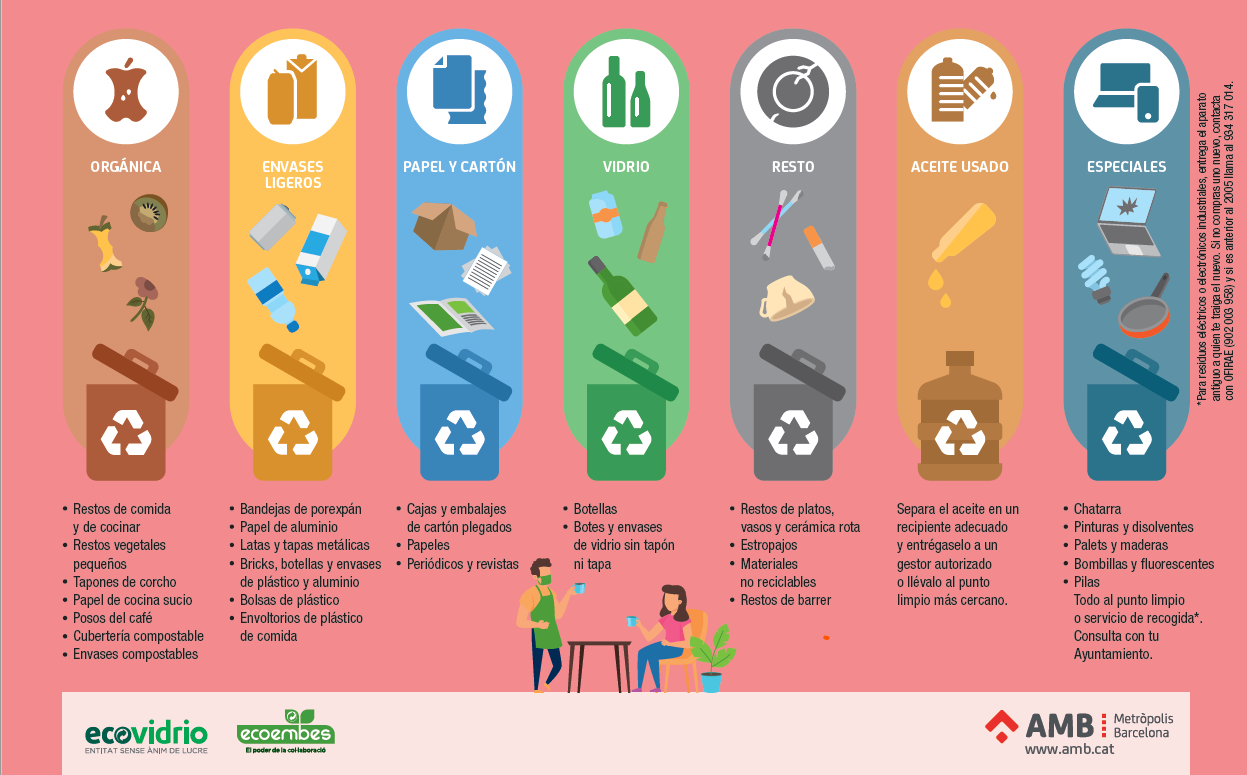 ORGÁNICA
• Restos de comida
y de cocinar
• Restos vegetales
pequeños
• Tapones de corcho
• Papel de cocina sucio
• Posos del café
• Cubertería compostable
• Envases compostables
ENVASES
LIGEROS
• Bandejas de porexpán
• Papel de aluminio
• Latas y tapas metálicas
• Bricks, botellas y envases
de plástico y aluminio
• Bolsas de plástico
• Envoltorios de plástico
de comida
PAPEL Y CARTÓN
• Cajas y embalajes
de cartón plegados
• Papeles
• Periódicos y revistas
VIDRIO
• Botellas
• Botes y envases
de vidrio sin tapón
ni tapa
RESTO
• Restos de platos,
vasos y cerámica rota
• Estropajos
• Materiales
no reciclables
• Restos de barrer
ACEITE USADO
Separa el aceite en un
recipiente adecuado
y entrégaselo a un
gestor autorizado
o llévalo al punto
limpio más cercano.
ESPECIALES
• Chatarra
• Pinturas y disolventes
• Palets y maderas
• Bombillas y fluorescentes
• Pilas
Todo al punto limpio
o servicio de recogida*.
Consulta con tu
Ayuntamiento.
*Para residuos eléctricos o electrónicos industriales, entrega el aparato
antiguo a quien te traiga el nuevo. Si no compras uno nuevo, contacta
con OFIRAE (902 003 958) y si es anterior al 2005 llama al 934 317 014.
ecovidrio
ENTITAT SENSE ÀNIM DE LUCRE
ecoembes
El poder de la col·laboració
AMB
Metròpolis
Barcelona
www.amb.cat